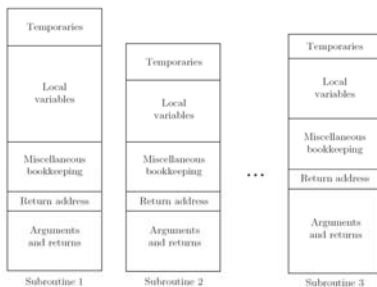 Temporaries
Local
variables
Miscellaneous
bookkeeping
Return address
Arguments
and returns
Subroutine 1
Temporaries
Local
variables
Miscellaneous
bookkeeping
Return address
Arguments
and returns
Subroutine 2
...
Temporaries
Local
variables
Miscellaneous
bookkeeping
Return address
Arguments
and returns
Subroutine 3